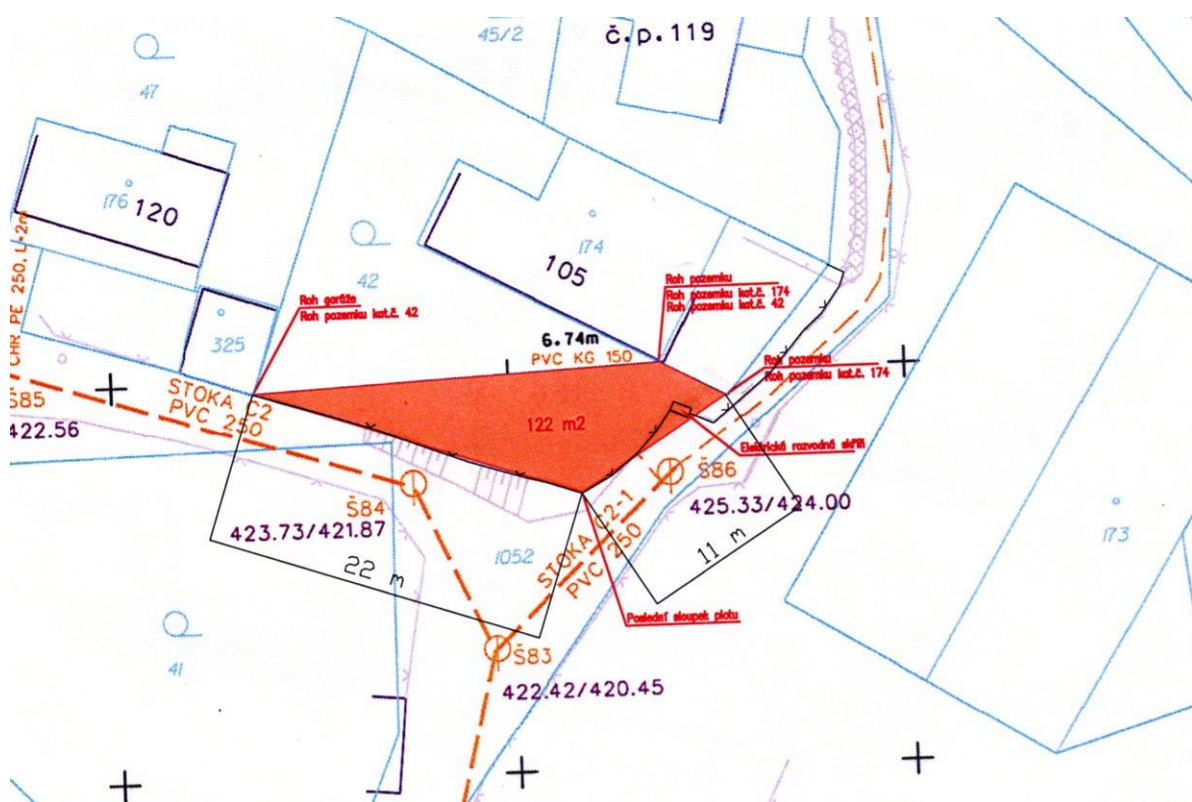 45/2
č.p.119
47
176
120
174
105
42
CHR PE 250, L=2m
Roh garáže
Roh pozemku kat.č. 42
Roh pozemku
Roh pozemku kat.č. 174
Roh pozemku kat.č. 42
325
6.74m
PVC KG 150
Roh pozemku
Roh pozemku kat.č. 174
STOKA C2
PVC 250
Š85
422.56
122 m2
Elektrická rozvodná skříň
Š86
425.33/424.00
Š84
423.73/421.87
22 m
1052
STOKA C2-1
PVC 250
11 m
173
Poslední sloupek plotu
41
Š83
422.42/420.45